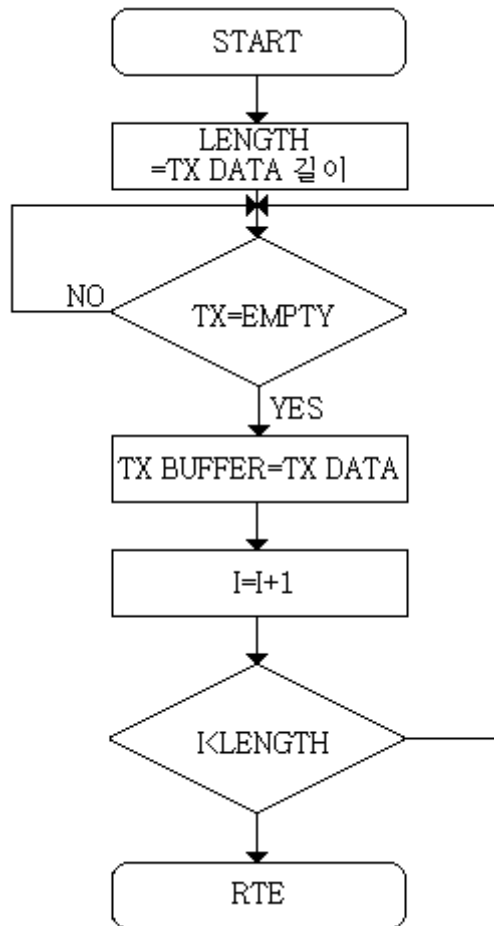 START
LENGTH
=TX DATA 길이
TX=EMPTY
NO
YES
TX BUFFER=TX DATA
I=I+1
I<LENGTH
RTE